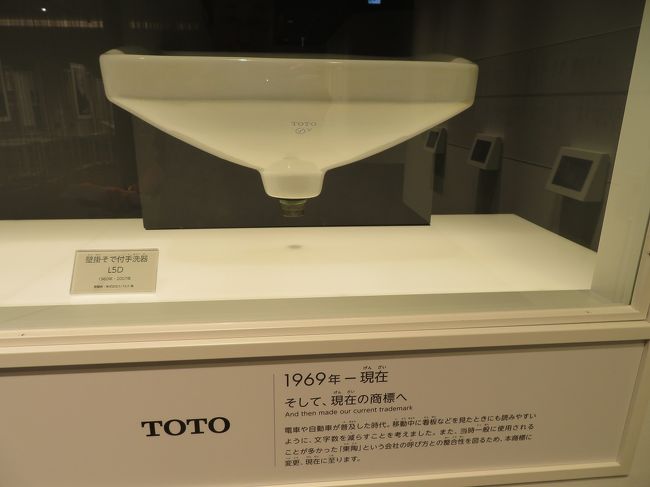 TOTO
壁掛そで付手洗器
L5D
TOTO
1969年－現在
げん ざい
そして、現在の商標へ
And then made our current trademark
電車や自動車が普及した時代。移動中に看板などを見たときにも読みやすい
ように、文字数を減らすことを考えました。また、当時一般に使用される
ことが多かった「東陶」という会社の呼び方との整合性を図るため、本商標に
変更、現在に至ります。